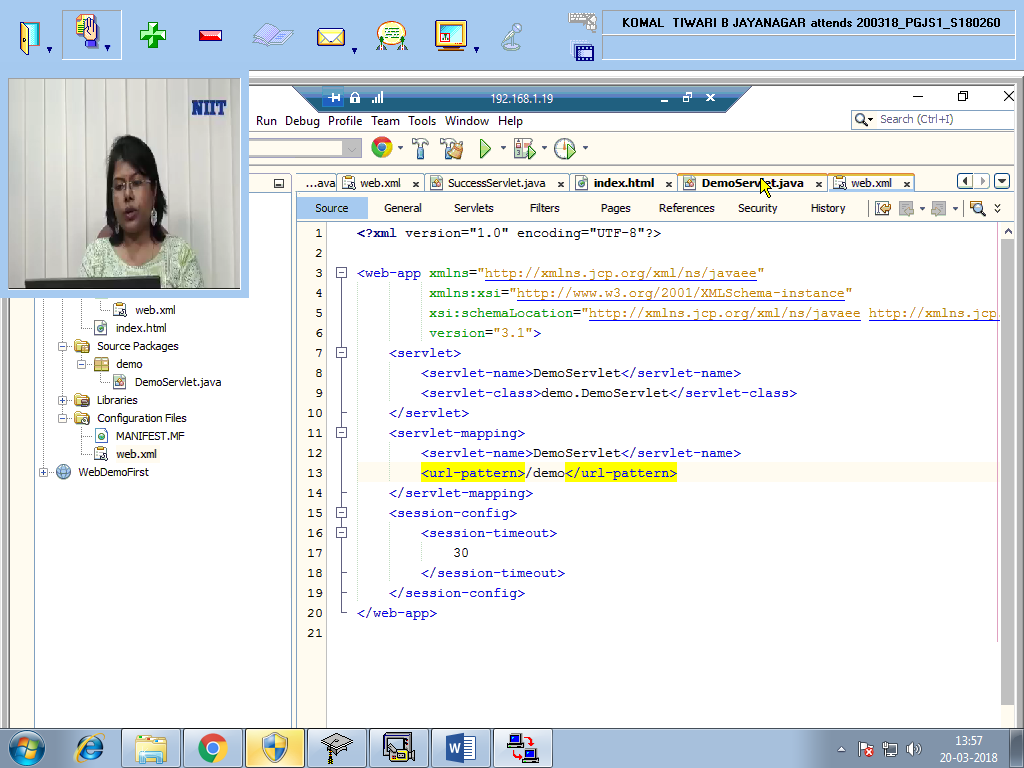 KOMAL TIWARI B JAYANAGAR attends 200318_PGJS1_S180260
NIIT
192.168.1.19
Run Debug Profile Team Tools Window Help
Search (Ctrl+I)
...ava web.xml SuccessServlet.java index.html DemoServlet.java web.xml
Source General Servlets Filters Pages References Security History
1 <?xml version="1.0" encoding="UTF-8"?>
2
3 <web-app xmlns="http://xmlns.jcp.org/xml/ns/javaee"
4 xmlns:xsi="http://www.w3.org/2001/XMLSchema-instance"
5 xsi:schemaLocation="http://xmlns.jcp.org/xml/ns/javaee http://xmlns.jcp.
6 version="3.1">
7 <servlet>
8 <servlet-name>DemoServlet</servlet-name>
9 <servlet-class>demo.DemoServlet</servlet-class>
10 </servlet>
11 <servlet-mapping>
12 <servlet-name>DemoServlet</servlet-name>
13 <url-pattern>/demo</url-pattern>
14 </servlet-mapping>
15 <session-config>
16 <session-timeout>
17 30
18 </session-timeout>
19 </session-config>
20 </web-app>
21
web.xml
index.html
Source Packages
demo
DemoServlet.java
Libraries
Configuration Files
MANIFEST.MF
web.xml
WebDemoFirst
13:57
20-03-2018